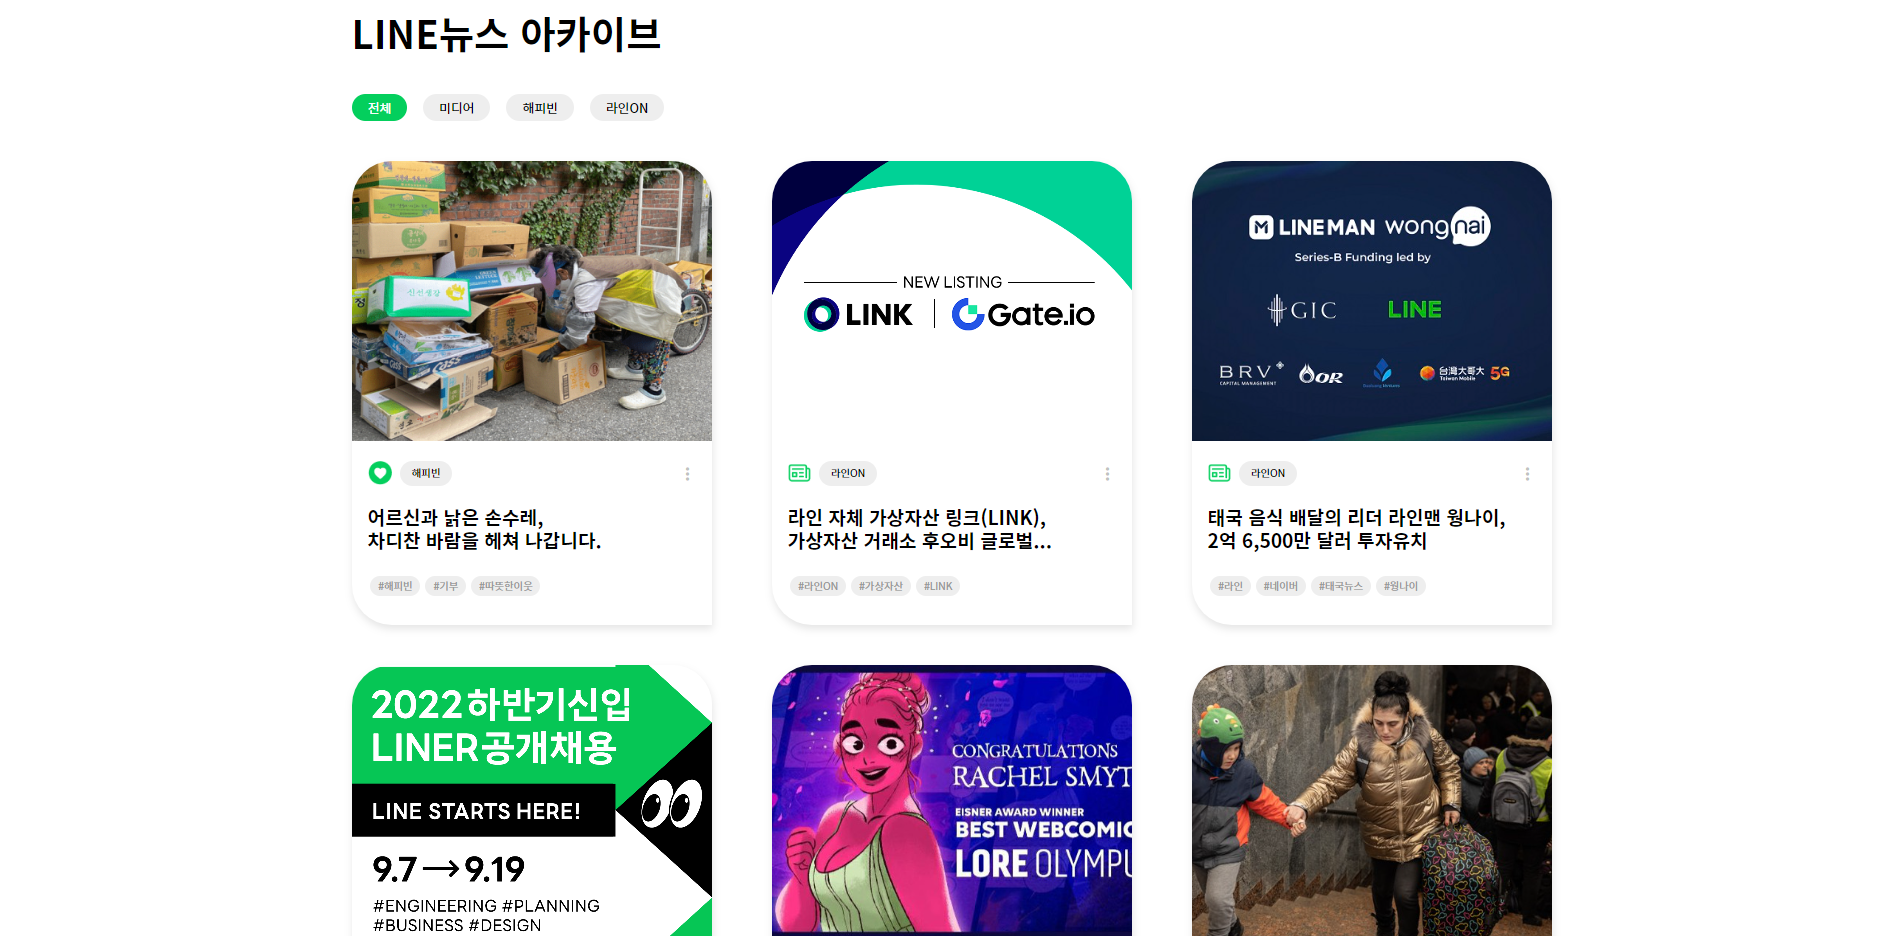 LINE뉴스 아카이브
전체 미디어 해피빈 라인ON
NEW LISTING
LINK Gate.io
LINEMAN wongnai
Series-B Funding led by
GIC LINE
BRV OR 台灣大哥大 5G
CAPITAL MANAGEMENT Taiwan Mobile
해피빈
어르신과 낡은 손수레,
차디찬 바람을 헤쳐 나갑니다.
#해피빈 #기부 #따뜻한이웃
라인ON
라인 자체 가상자산 링크(LINK),
가상자산 거래소 후오비 글로벌...
#라인ON #가상자산 #LINK
라인ON
태국 음식 배달의 리더 라인맨 웡나이,
2억 6,500만 달러 투자유치
#라인 #네이버 #태국뉴스 #웡나이
2022하반기신입
LINER공개채용
LINE STARTS HERE!
9.7 → 9.19
#ENGINEERING #PLANNING
#BUSINESS #DESIGN
CONGRATULATIONS
RACHEL SMYT
EISNER AWARD WINNER
BEST WEBCOMIC
LORE OLYMPU